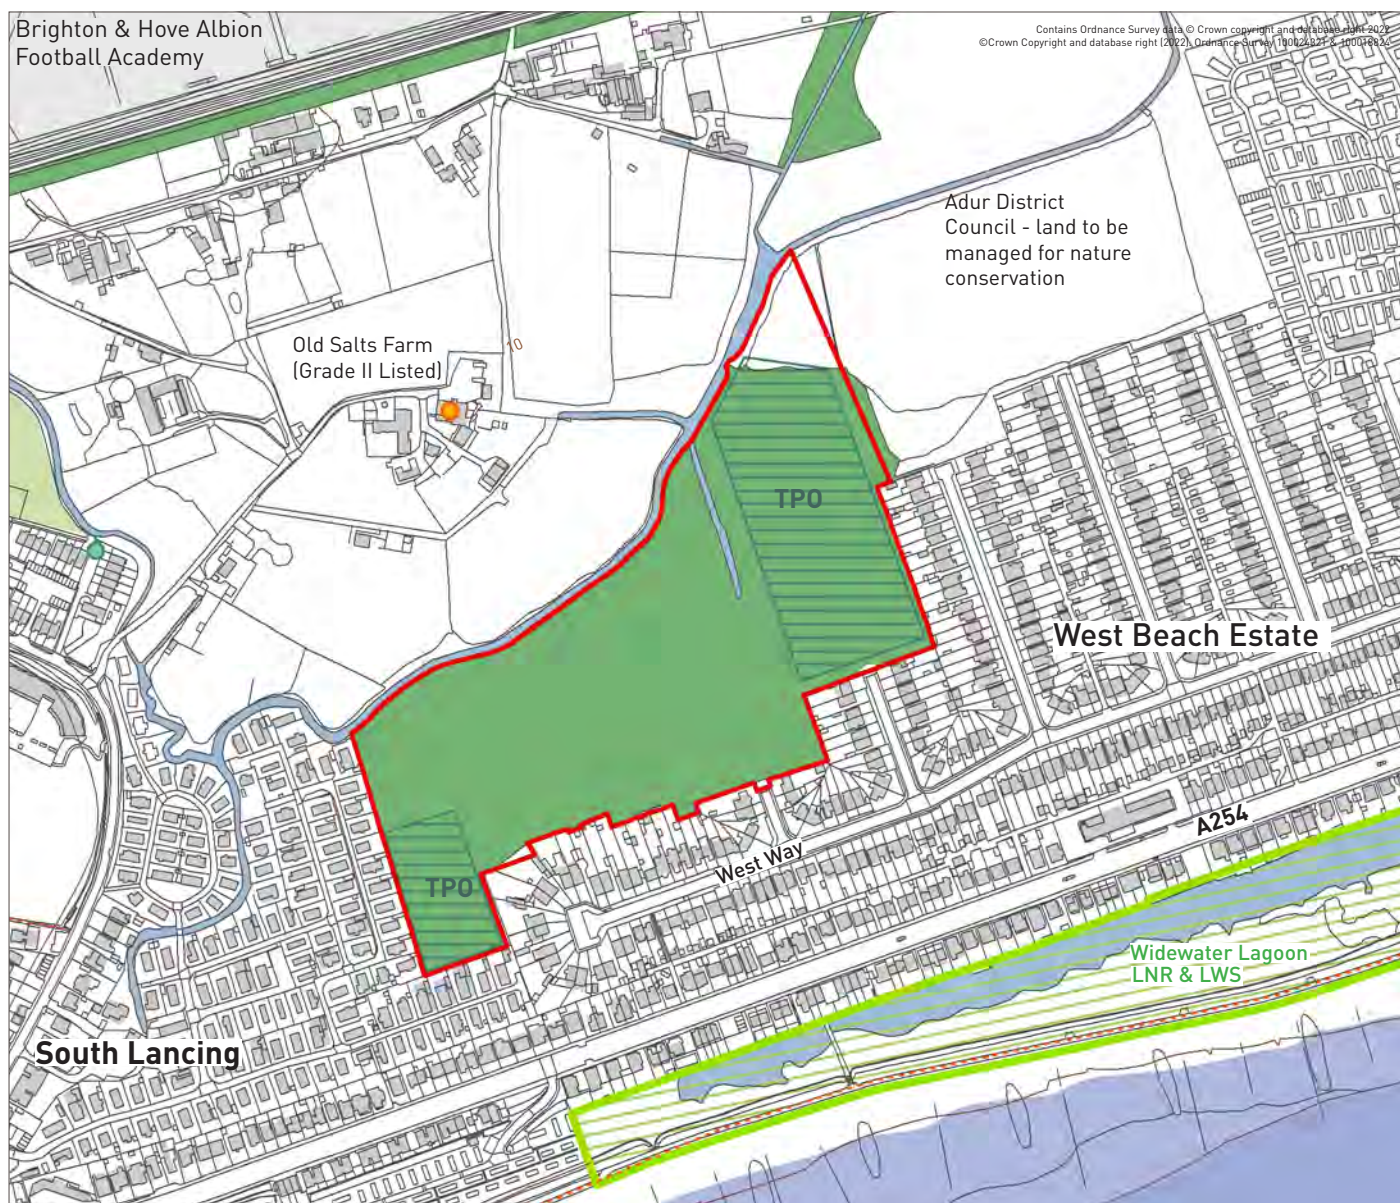 Brighton & Hove Albion
Football Academy
Contains Ordnance Survey data © Crown copyright and database right 2022
©Crown Copyright and database right (2022). Ordnance Survey 100024321 & 100018824
Adur District
Council - land to be
managed for nature
conservation
Old Salts Farm
(Grade II Listed)
10
TPO
West Beach Estate
A254
West Way
TPO
Widewater Lagoon
LNR & LWS
South Lancing